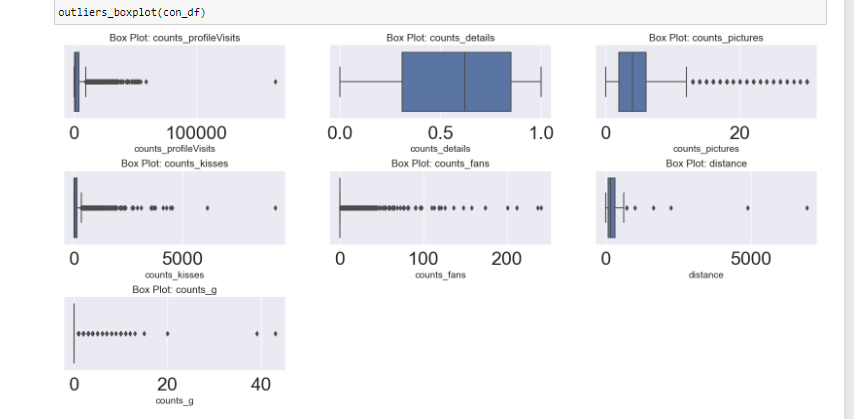 outliers_boxplot(con_df)
Box Plot: counts_profileVisits
0 100000
counts_profileVisits
Box Plot: counts_details
0.0 0.5 1.0
counts_details
Box Plot: counts_pictures
0 20
counts_pictures
Box Plot: counts_kisses
0 5000
counts_kisses
Box Plot: counts_fans
0 100 200
counts_fans
Box Plot: distance
0 5000
distance
Box Plot: counts_g
0 20 40
counts_g